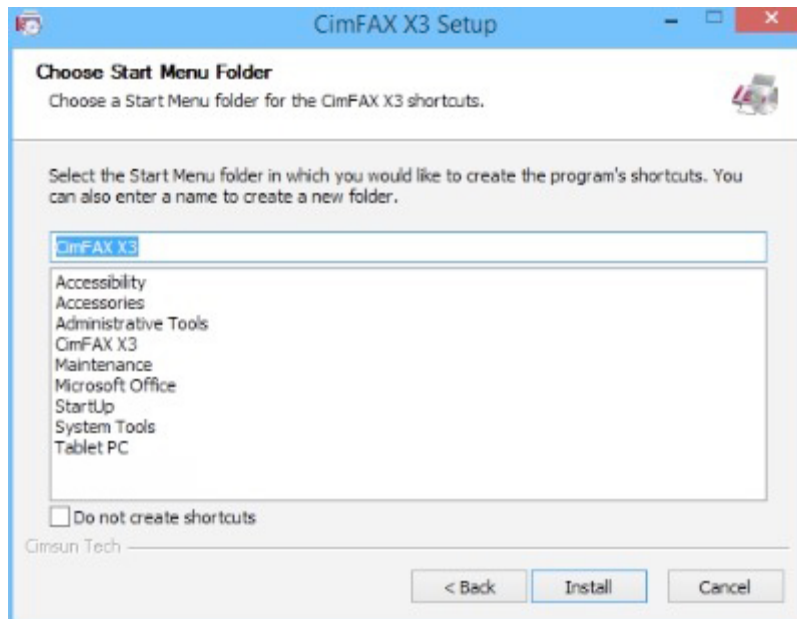 CimFAX X3 Setup
Choose Start Menu Folder
Choose a Start Menu folder for the CimFAX X3 shortcuts.
Select the Start Menu folder in which you would like to create the program's shortcuts. You
can also enter a name to create a new folder.
CimFAX X3
Accessibility
Accessories
Administrative Tools
CimFAX X3
Maintenance
Microsoft Office
StartUp
System Tools
Tablet PC
Do not create shortcuts
Cimsun Tech
< Back Install Cancel